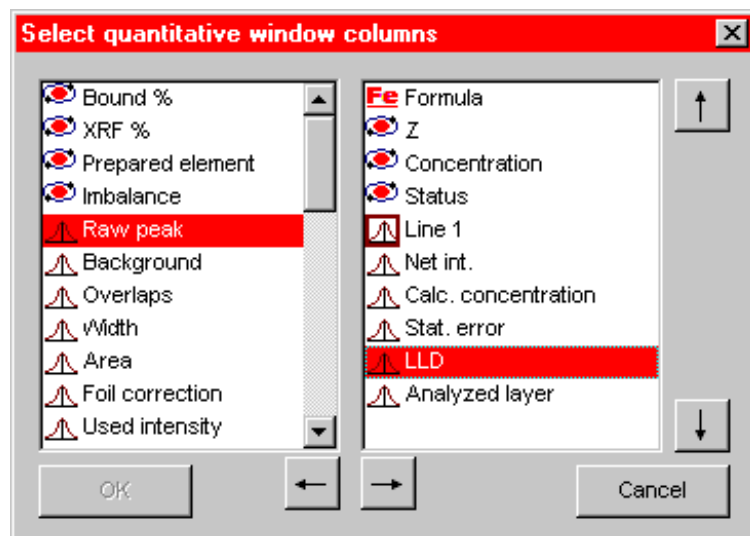 Select quantitative window columns
Bound %
XRF %
Prepared element
Imbalance
Raw peak
Background
Overlaps
Width
Area
Foil correction
Used intensity
Fe Formula
Z
Concentration
Status
Line 1
Net int.
Calc. concentration
Stat. error
LLD
Analyzed layer
OK
Cancel